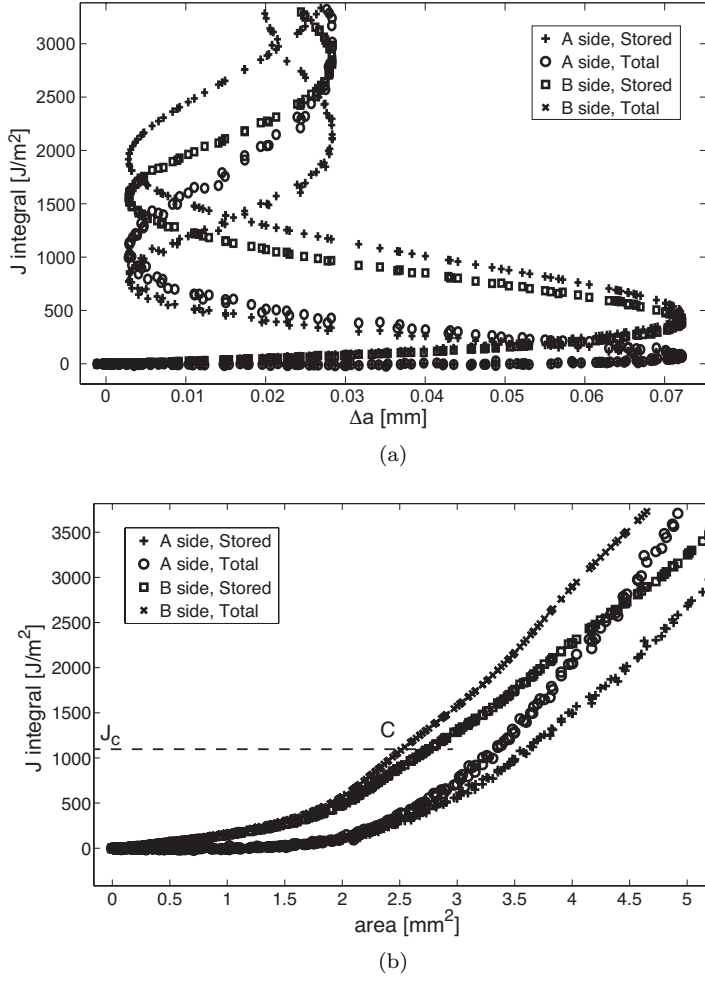 3000
2500
2000
1500
1000
500
0
J integral [J/m²]
A side, Stored
A side, Total
B side, Stored
B side, Total
0 0.01 0.02 0.03 0.04 0.05 0.06 0.07
Δa [mm]
(a)
3500
3000
2500
2000
1500
1000
500
0
J integral [J/m²]
A side, Stored
A side, Total
B side, Stored
B side, Total
J_c
C
0 0.5 1 1.5 2 2.5 3 3.5 4 4.5 5
area [mm²]
(b)